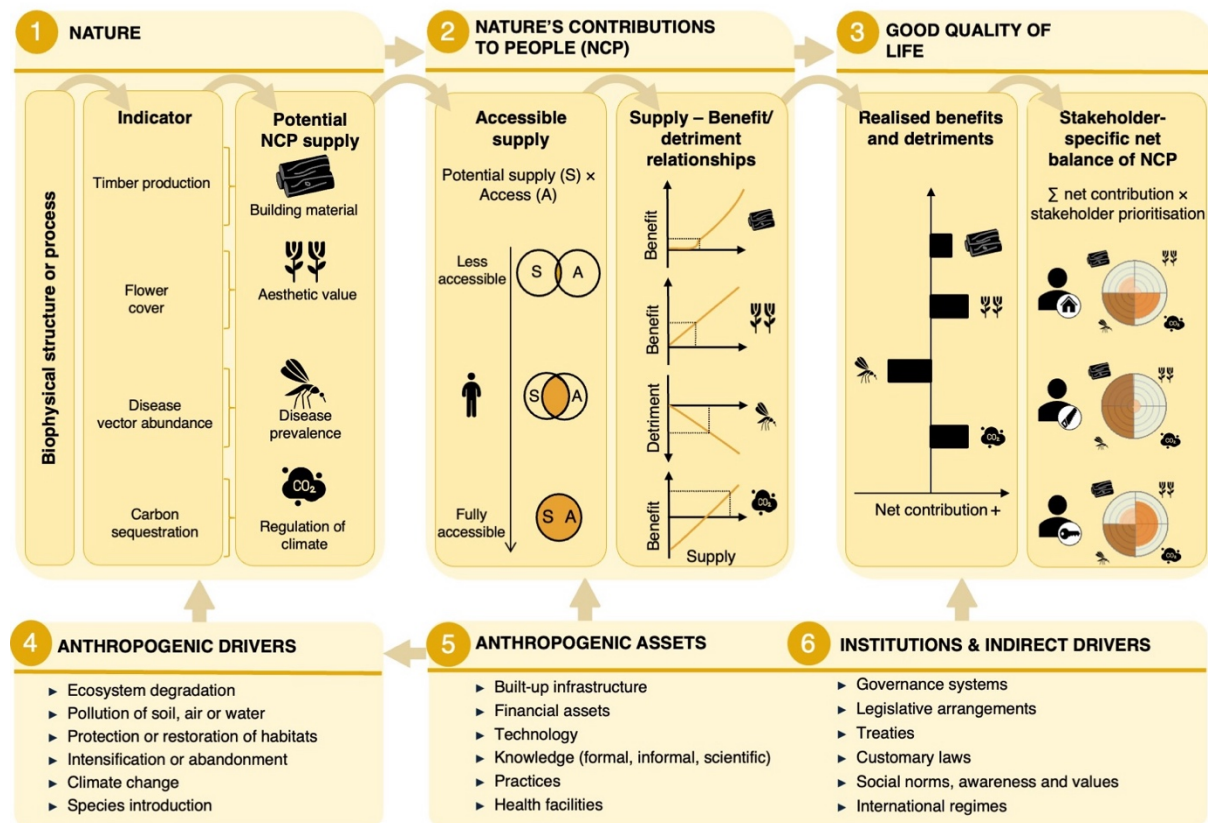 1
NATURE
Biophysical structure or process
Indicator
Timber production
Flower
cover
Disease
vector abundance
Carbon
sequestration
Potential
NCP supply
Building material
Aesthetic value
Disease
prevalence
CO₂
Regulation of
climate
2
NATURE'S CONTRIBUTIONS
TO PEOPLE (NCP)
Accessible
supply
Potential supply (S) ×
Access (A)
Less
accessible
S A
S A
Fully
accessible
S A
Supply – Benefit/
detriment
relationships
Benefit
Benefit
Detriment
Benefit
CO₂
Supply
3
GOOD QUALITY OF
LIFE
Realised benefits
and detriments
CO₂
Net contribution +
Stakeholder-
specific net
balance of NCP
∑ net contribution ×
stakeholder prioritisation
CO₂
CO₂
CO₂
4
ANTHROPOGENIC DRIVERS
► Ecosystem degradation
► Pollution of soil, air or water
► Protection or restoration of habitats
► Intensification or abandonment
► Climate change
► Species introduction
5
ANTHROPOGENIC ASSETS
► Built-up infrastructure
► Financial assets
► Technology
► Knowledge (formal, informal, scientific)
► Practices
► Health facilities
6
INSTITUTIONS & INDIRECT DRIVERS
► Governance systems
► Legislative arrangements
► Treaties
► Customary laws
► Social norms, awareness and values
► International regimes